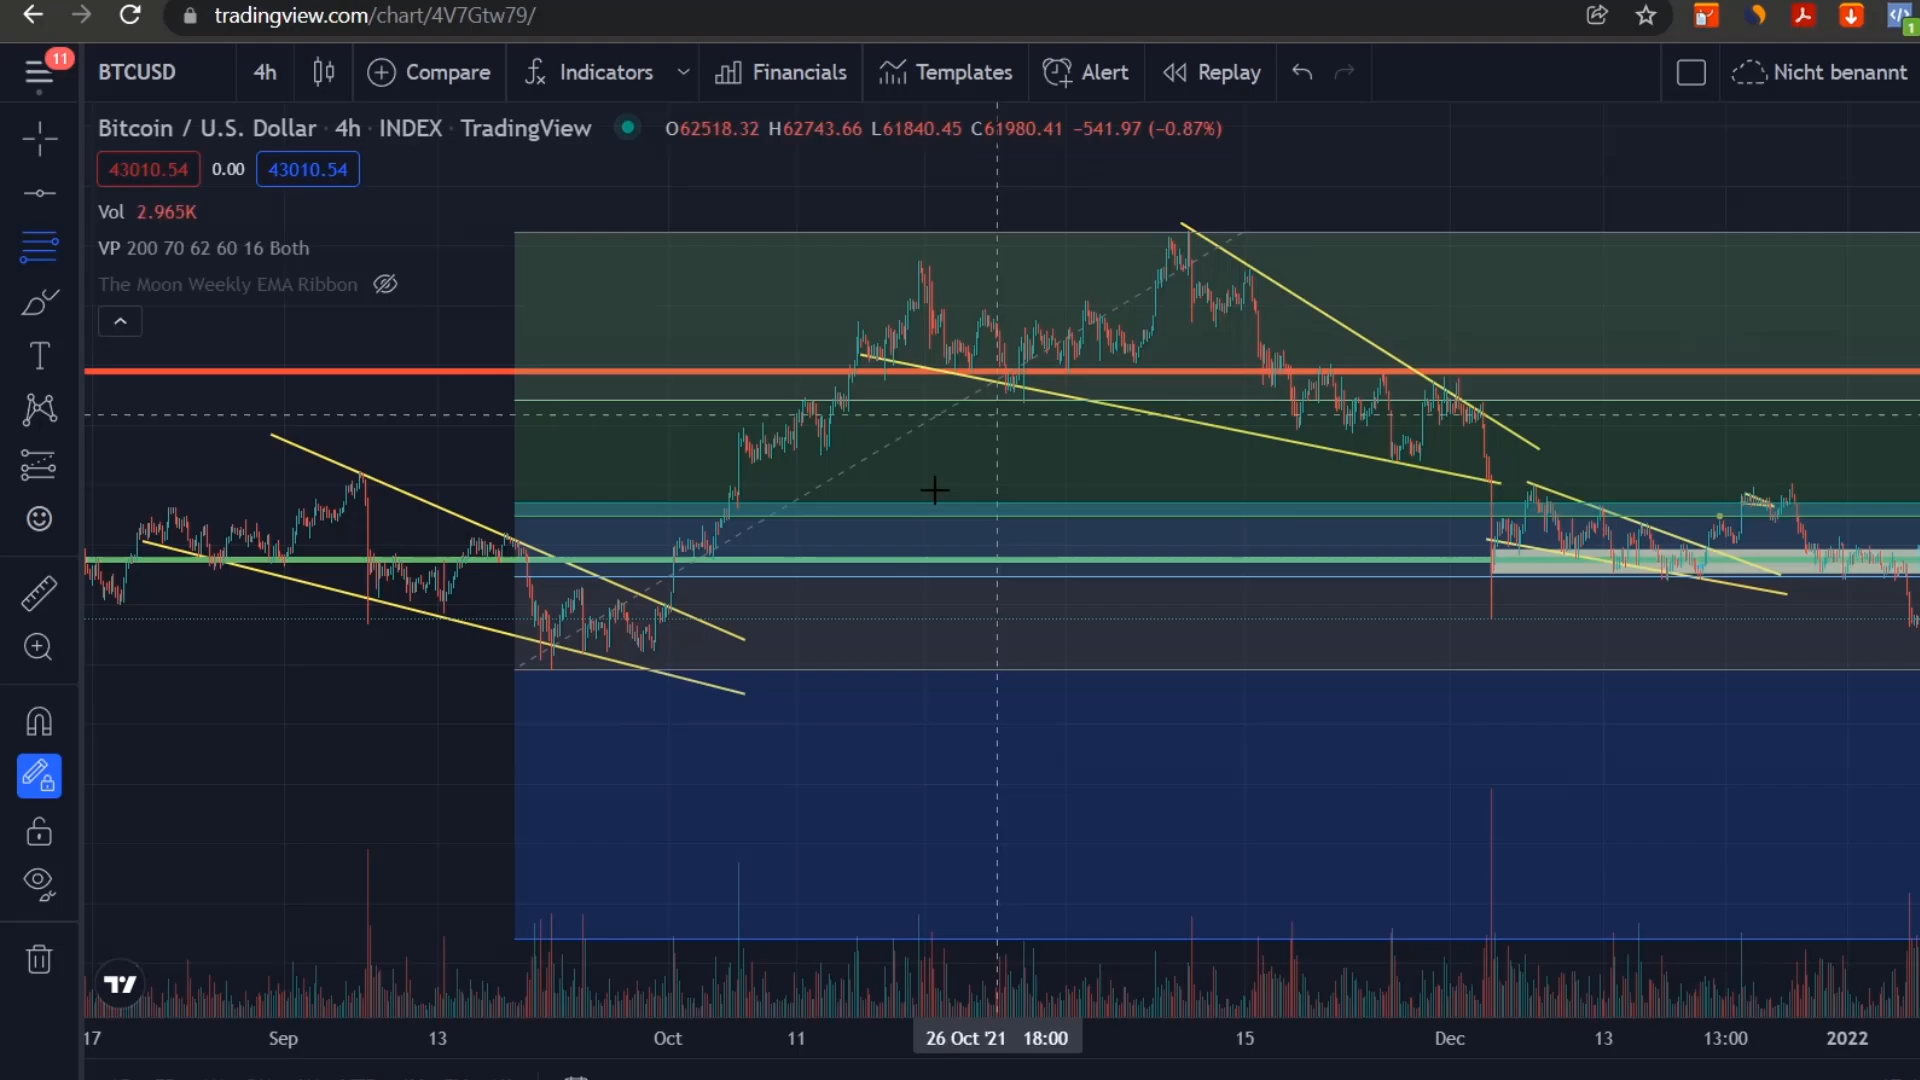 tradingview.com/chart/4V7Gtw79/
1
11
BTCUSD 4h Compare Indicators Financials Templates Alert Replay Nicht benannt
Bitcoin / U.S. Dollar · 4h · INDEX · TradingView O62518.32 H62743.66 L61840.45 C61980.41 −541.97 (−0.87%)
43010.54 0.00 43010.54
Vol 2.965K
VP 200 70 62 60 16 Both
The Moon Weekly EMA Ribbon
17 Sep 13 Oct 11 26 Oct '21 18:00 15 Dec 13 13:00 2022